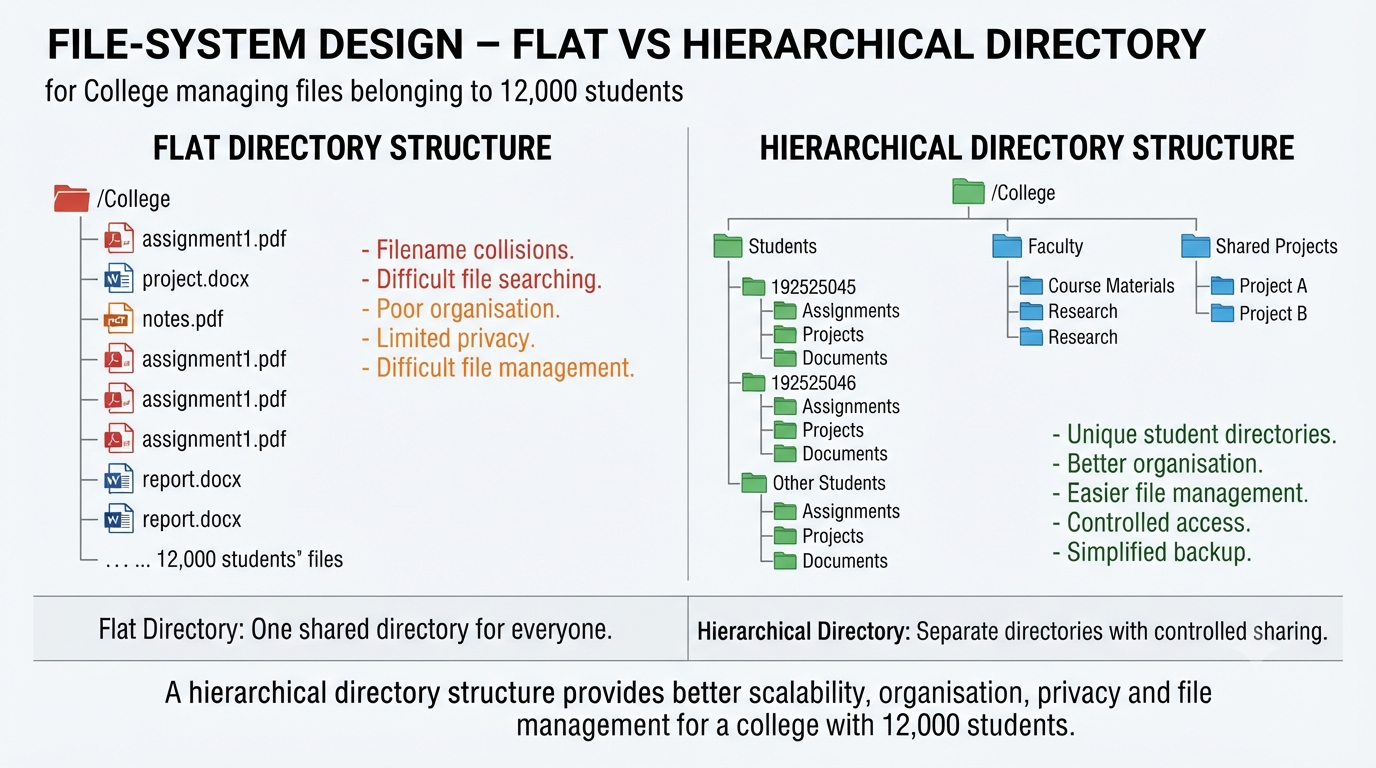 FILE-SYSTEM DESIGN – FLAT VS HIERARCHICAL DIRECTORY
for College managing files belonging to 12,000 students
FLAT DIRECTORY STRUCTURE
/College
assignment1.pdf
project.docx
notes.pdf
assignment1.pdf
assignment1.pdf
assignment1.pdf
report.docx
report.docx
... ... 12,000 students" files
- Filename collisions.
- Difficult file searching.
- Poor organisation.
- Limited privacy.
- Difficult file management.
HIERARCHICAL DIRECTORY STRUCTURE
/College
Students
192525045
Assignments
Projects
Documents
192525046
Assignments
Projects
Documents
Other Students
Assignments
Projects
Documents
Faculty
Course Materials
Research
Research
Shared Projects
Project A
Project B
- Unique student directories.
- Better organisation.
- Easier file management.
- Controlled access.
- Simplified backup.
Flat Directory: One shared directory for everyone.
Hierarchical Directory: Separate directories with controlled sharing.
A hierarchical directory structure provides better scalability, organisation, privacy and file
management for a college with 12,000 students.